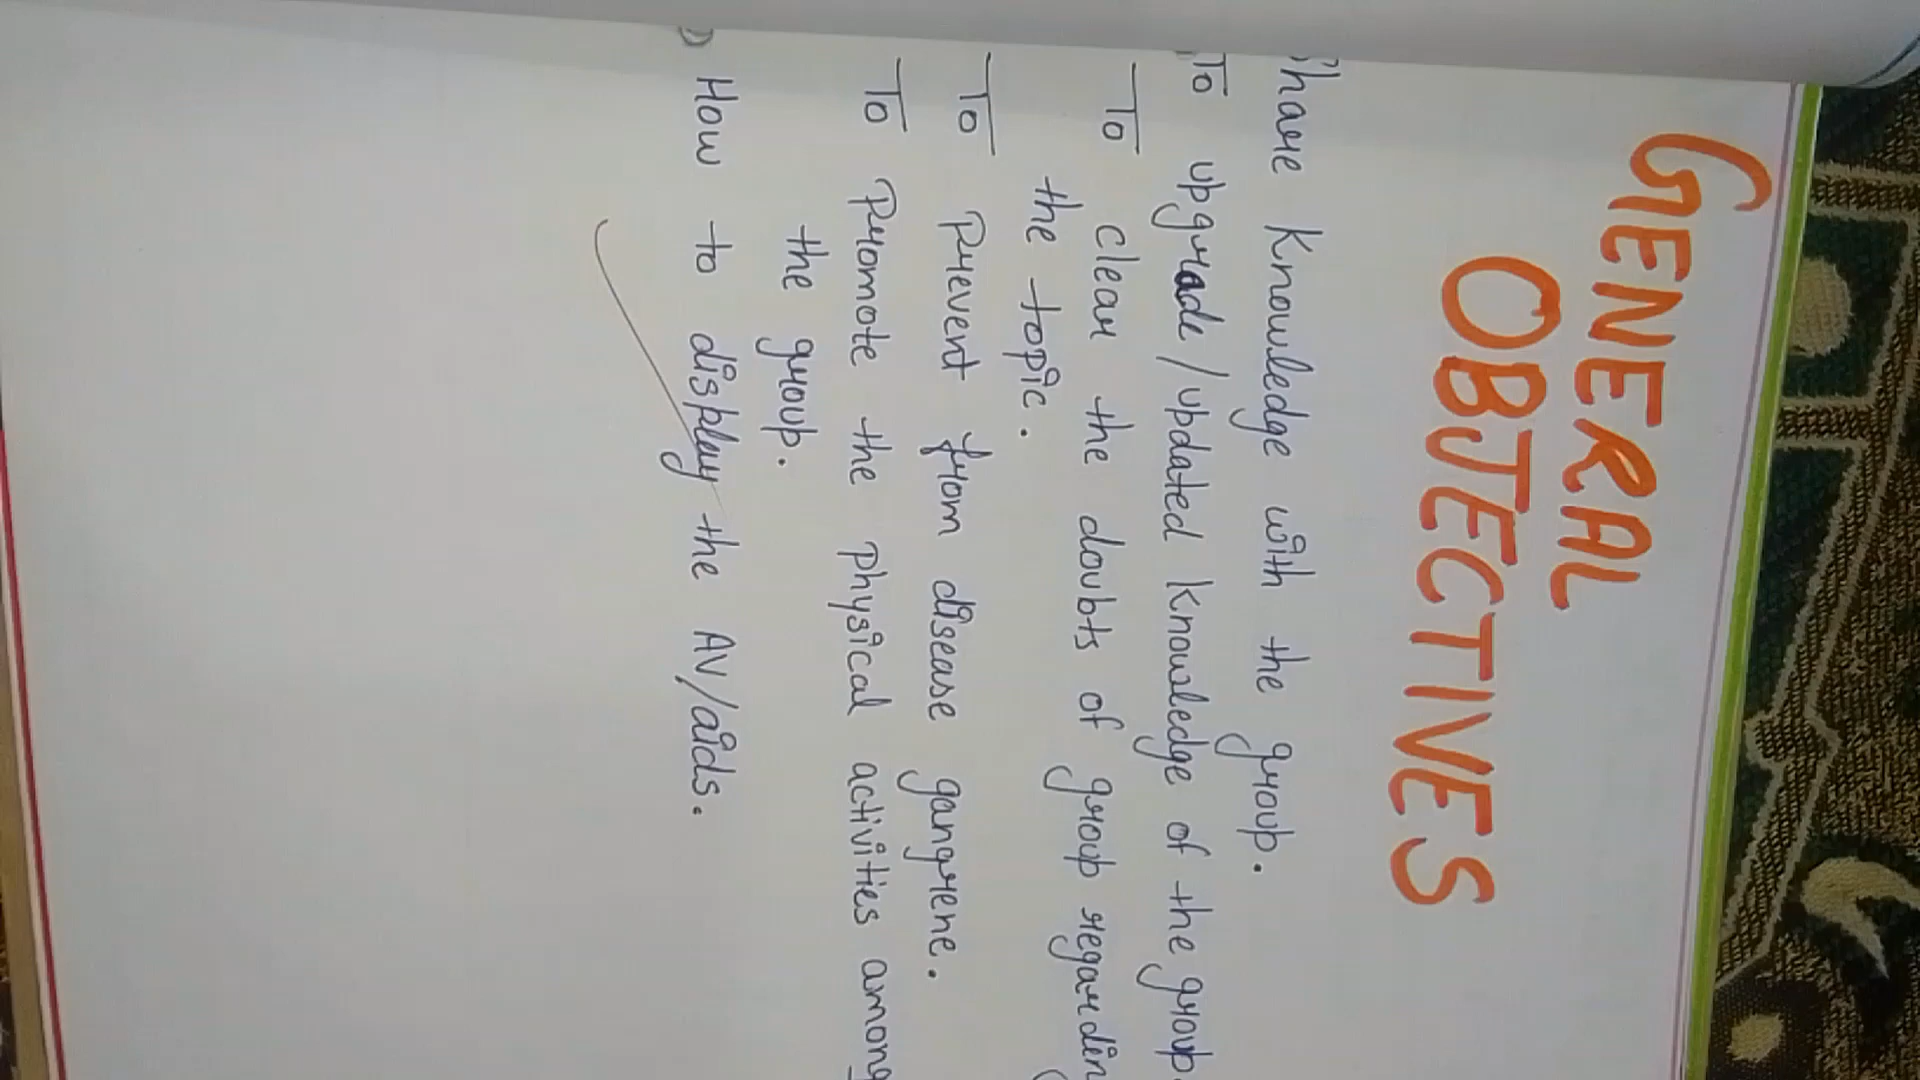 GENERAL
OBJECTIVES
Share Knowledge with the group.
To upgrade/updated Knowledge of the group.
To clear the doubts of group regardin
the topic.
To Prevent from disease gangrene.
To Promote the physical activities among
the group.
How to display the AV/aids.